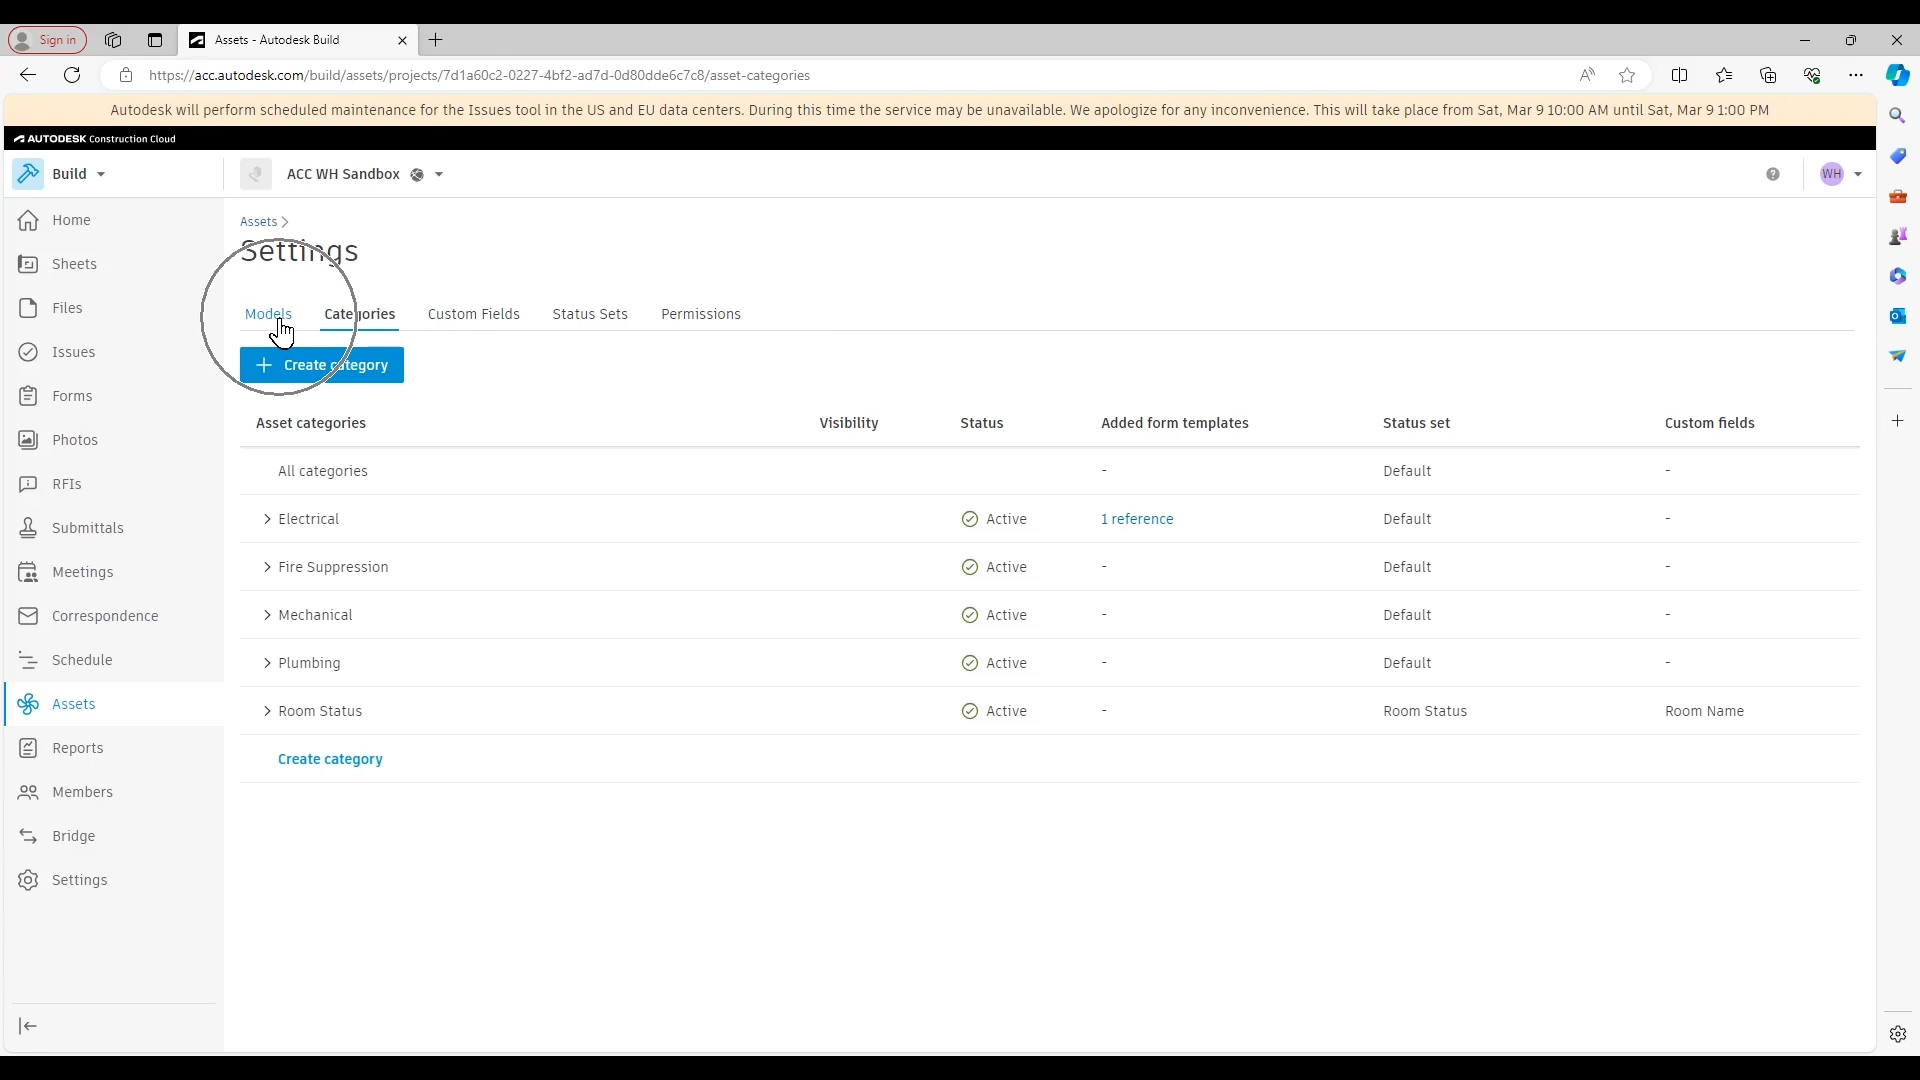 Sign in
Assets - Autodesk Build
https://acc.autodesk.com/build/assets/projects/7d1a60c2-0227-4bf2-ad7d-0d80dde6c7c8/asset-categories
Autodesk will perform scheduled maintenance for the Issues tool in the US and EU data centers. During this time the service may be unavailable. We apologize for any inconvenience. This will take place from Sat, Mar 9 10:00 AM until Sat, Mar 9 1:00 PM
AUTODESK Construction Cloud
Build
ACC WH Sandbox
WH
Home
Sheets
Files
Issues
Forms
Photos
RFIs
Submittals
Meetings
Correspondence
Schedule
Assets
Reports
Members
Bridge
Settings
Assets
Settings
Models Categories Custom Fields Status Sets Permissions
+ Create category
Asset categories Visibility Status Added form templates Status set Custom fields
All categories - Default -
Electrical Active 1 reference Default -
Fire Suppression Active - Default -
Mechanical Active - Default -
Plumbing Active - Default -
Room Status Active - Room Status Room Name
Create category